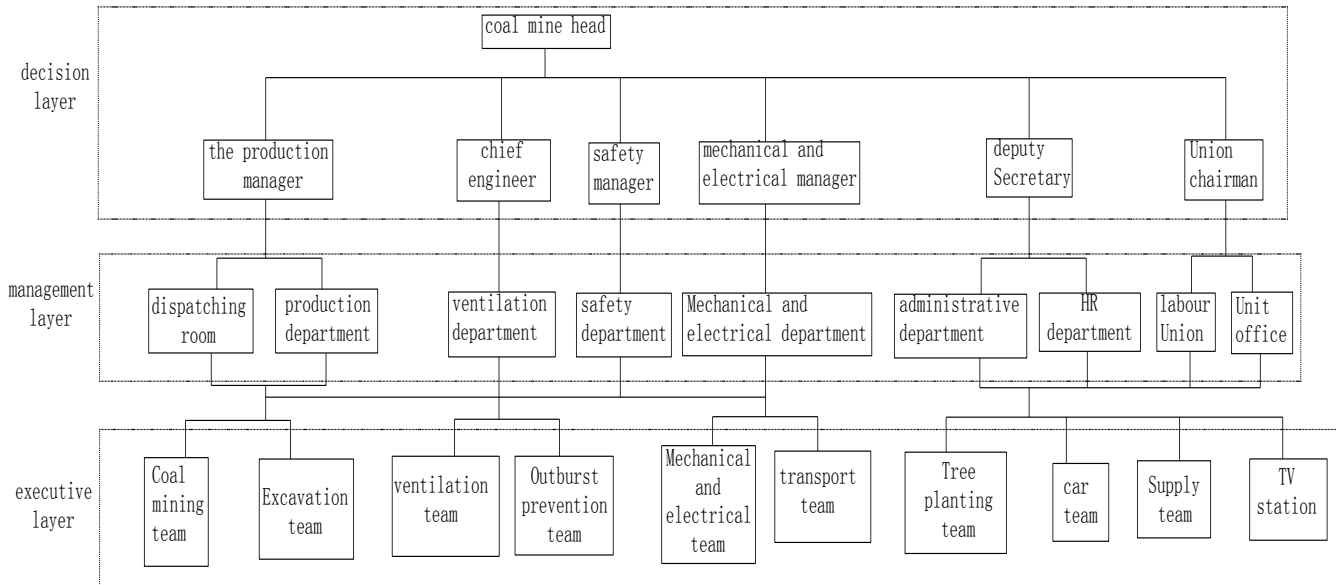 coal mine head
decision
layer
the production
manager
chief
engineer
safety
manager
mechanical and
electrical manager
deputy
Secretary
Union
chairman
management
layer
dispatching
room
production
department
ventilation
department
safety
department
Mechanical and
electrical department
administrative
department
HR
department
labour
Union
Unit
office
executive
layer
Coal
mining
team
Excavation
team
ventilation
team
Outburst
prevention
team
Mechanical
and
electrical team
transport
team
Tree
planting
team
car
team
Supply
team
TV
station